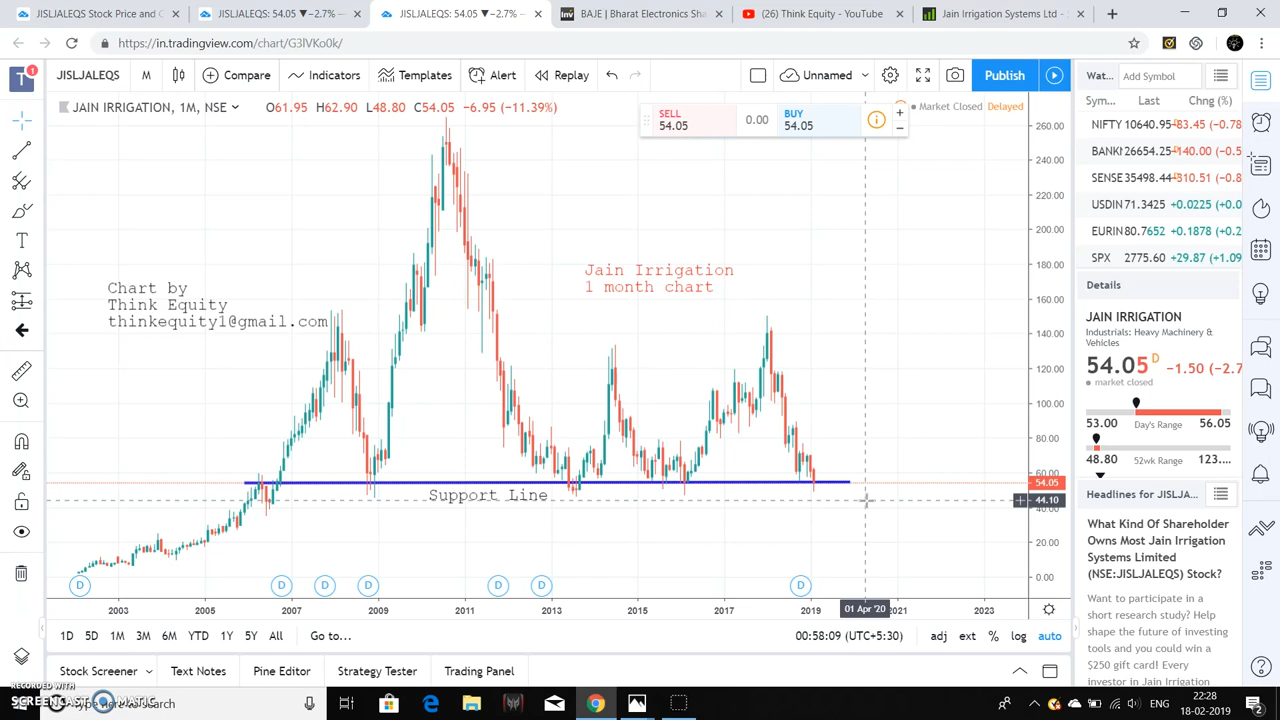 JISLJALEQS Stock Price and C
JISLJALEQS: 54.05 ▼−2.7% −
JISLJALEQS: 54.05 ▼−2.7% −
BAJE | Bharat Electronics Sha
(26) Think Equity - YouTube
Jain Irrigation Systems Ltd -
https://in.tradingview.com/chart/G3lVKo0k/
T 1
JISLJALEQS M Compare Indicators Templates Alert Replay Unnamed Publish
JAIN IRRIGATION, 1M, NSE O61.95 H62.90 L48.80 C54.05 −6.95 (−11.39%)
SELL
54.05
0.00
BUY
54.05
Market Closed Delayed
260.00
240.00
220.00
200.00
180.00
160.00
140.00
120.00
100.00
80.00
60.00
54.05
44.10
40.00
20.00
0.00
Chart by
Think Equity
thinkequity1@gmail.com
Jain Irrigation
1 month chart
Support Line
D D D D D D D
2003 2005 2007 2009 2011 2013 2015 2017 2019 01 Apr '20 2021 2023
1D 5D 1M 3M 6M YTD 1Y 5Y All Go to... 00:58:09 (UTC+5:30) adj ext % log auto
Stock Screener Text Notes Pine Editor Strategy Tester Trading Panel
Wat... Add Symbol
Sym... Last Chng (%)
NIFTY 10640.95 −83.45 (−0.78
BANKI 26654.25 −140.00 (−0.5
SENSE 35498.44 −310.51 (−0.8
USDIN 71.3425 +0.0225 (+0.0
EURIN 80.7652 +0.1878 (+0.2
SPX 2775.60 +29.87 (+1.09
Details
JAIN IRRIGATION
Industrials: Heavy Machinery &
Vehicles
54.05 D −1.50 (−2.7
market closed
53.00 Day's Range 56.05
48.80 52wk Range 123....
Headlines for JISLJA...
What Kind Of Shareholder
Owns Most Jain Irrigation
Systems Limited
(NSE:JISLJALEQS) Stock?
Want to participate in a
short research study? Help
shape the future of investing
tools and you could win a
$250 gift card! Every
investor in Jain Irrigation
RECORDED WITH
SCREENCAST MATIC
here to search
ENG
22:28
18-02-2019
2